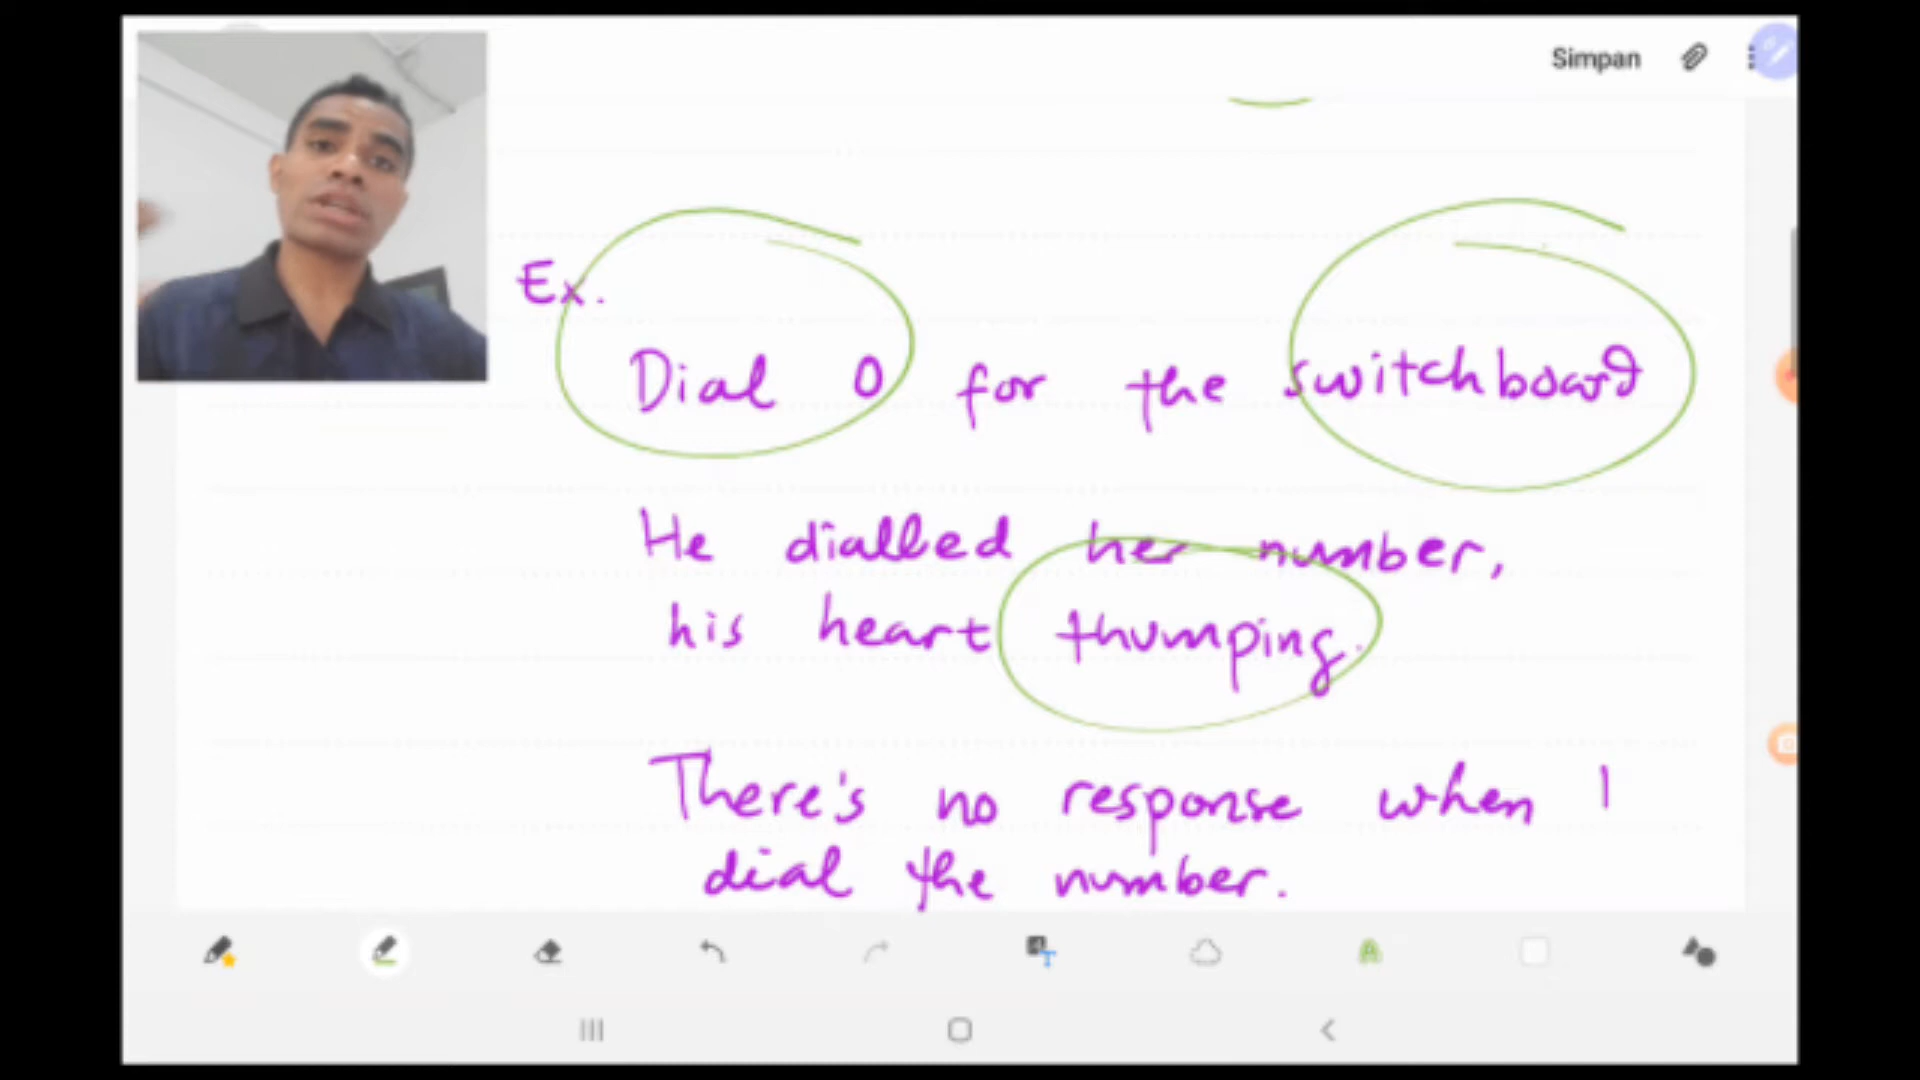 Simpan
Ex.
Dial 0 for the switchboard
He dialled her number,
his heart thumping.
There's no response when I
dial the number.